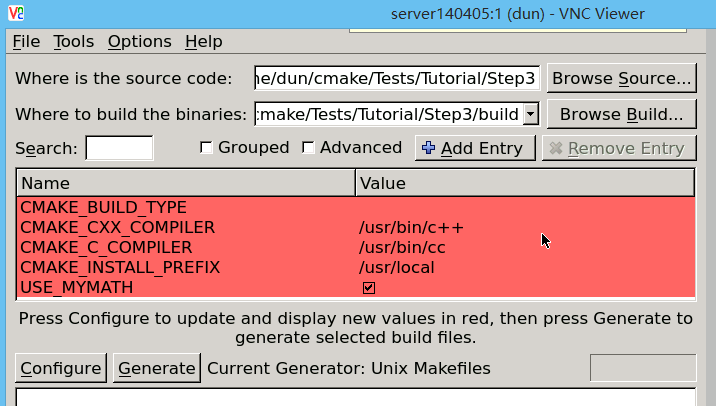 server140405:1 (dun) - VNC Viewer
File Tools Options Help
Where is the source code: ne/dun/cmake/Tests/Tutorial/Step3 Browse Source...
Where to build the binaries: :make/Tests/Tutorial/Step3/build Browse Build...
Search: Grouped Advanced Add Entry Remove Entry
Name Value
CMAKE_BUILD_TYPE
CMAKE_CXX_COMPILER /usr/bin/c++
CMAKE_C_COMPILER /usr/bin/cc
CMAKE_INSTALL_PREFIX /usr/local
USE_MYMATH
Press Configure to update and display new values in red, then press Generate to
generate selected build files.
Configure Generate Current Generator: Unix Makefiles